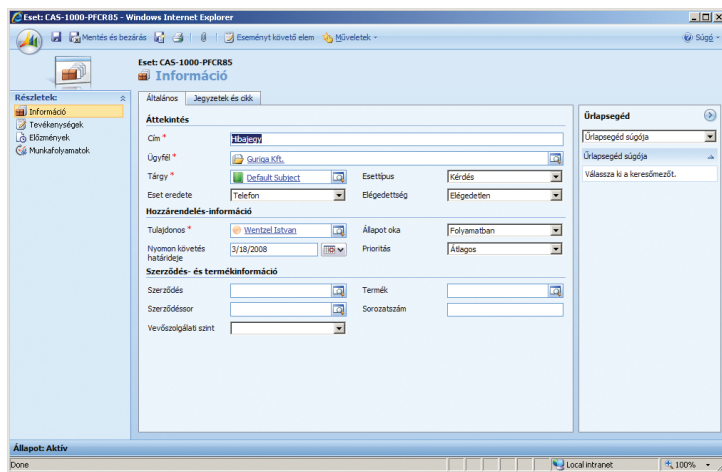 Eset: CAS-1000-PFCR85 - Windows Internet Explorer
Mentés és bezárás Eseményt követő elem Műveletek Súgó
Eset: CAS-1000-PFCR85
Információ
Részletek:
Információ
Tevékenységek
Előzmények
Munkafolyamatok
Általános Jegyzetek és cikk
Áttekintés
Cím * Hibajegy
Ügyfél * Guriga Kft.
Tárgy * Default Subject Esettípus Kérdés
Eset eredete Telefon Elégedettség Elégedetlen
Hozzárendelés-információ
Tulajdonos * Wentzel Istvan Állapot oka Folyamatban
Nyomon követés határideje 3/18/2008 Prioritás Átlagos
Szerződés- és termékinformáció
Szerződés Termék
Szerződéssor Sorozatszám
Vevőszolgálati szint
Űrlapsegéd
Űrlapsegéd súgója
Űrlapsegéd súgója
Válassza ki a keresőmezőt.
Állapot: Aktív
Done Local intranet 100%